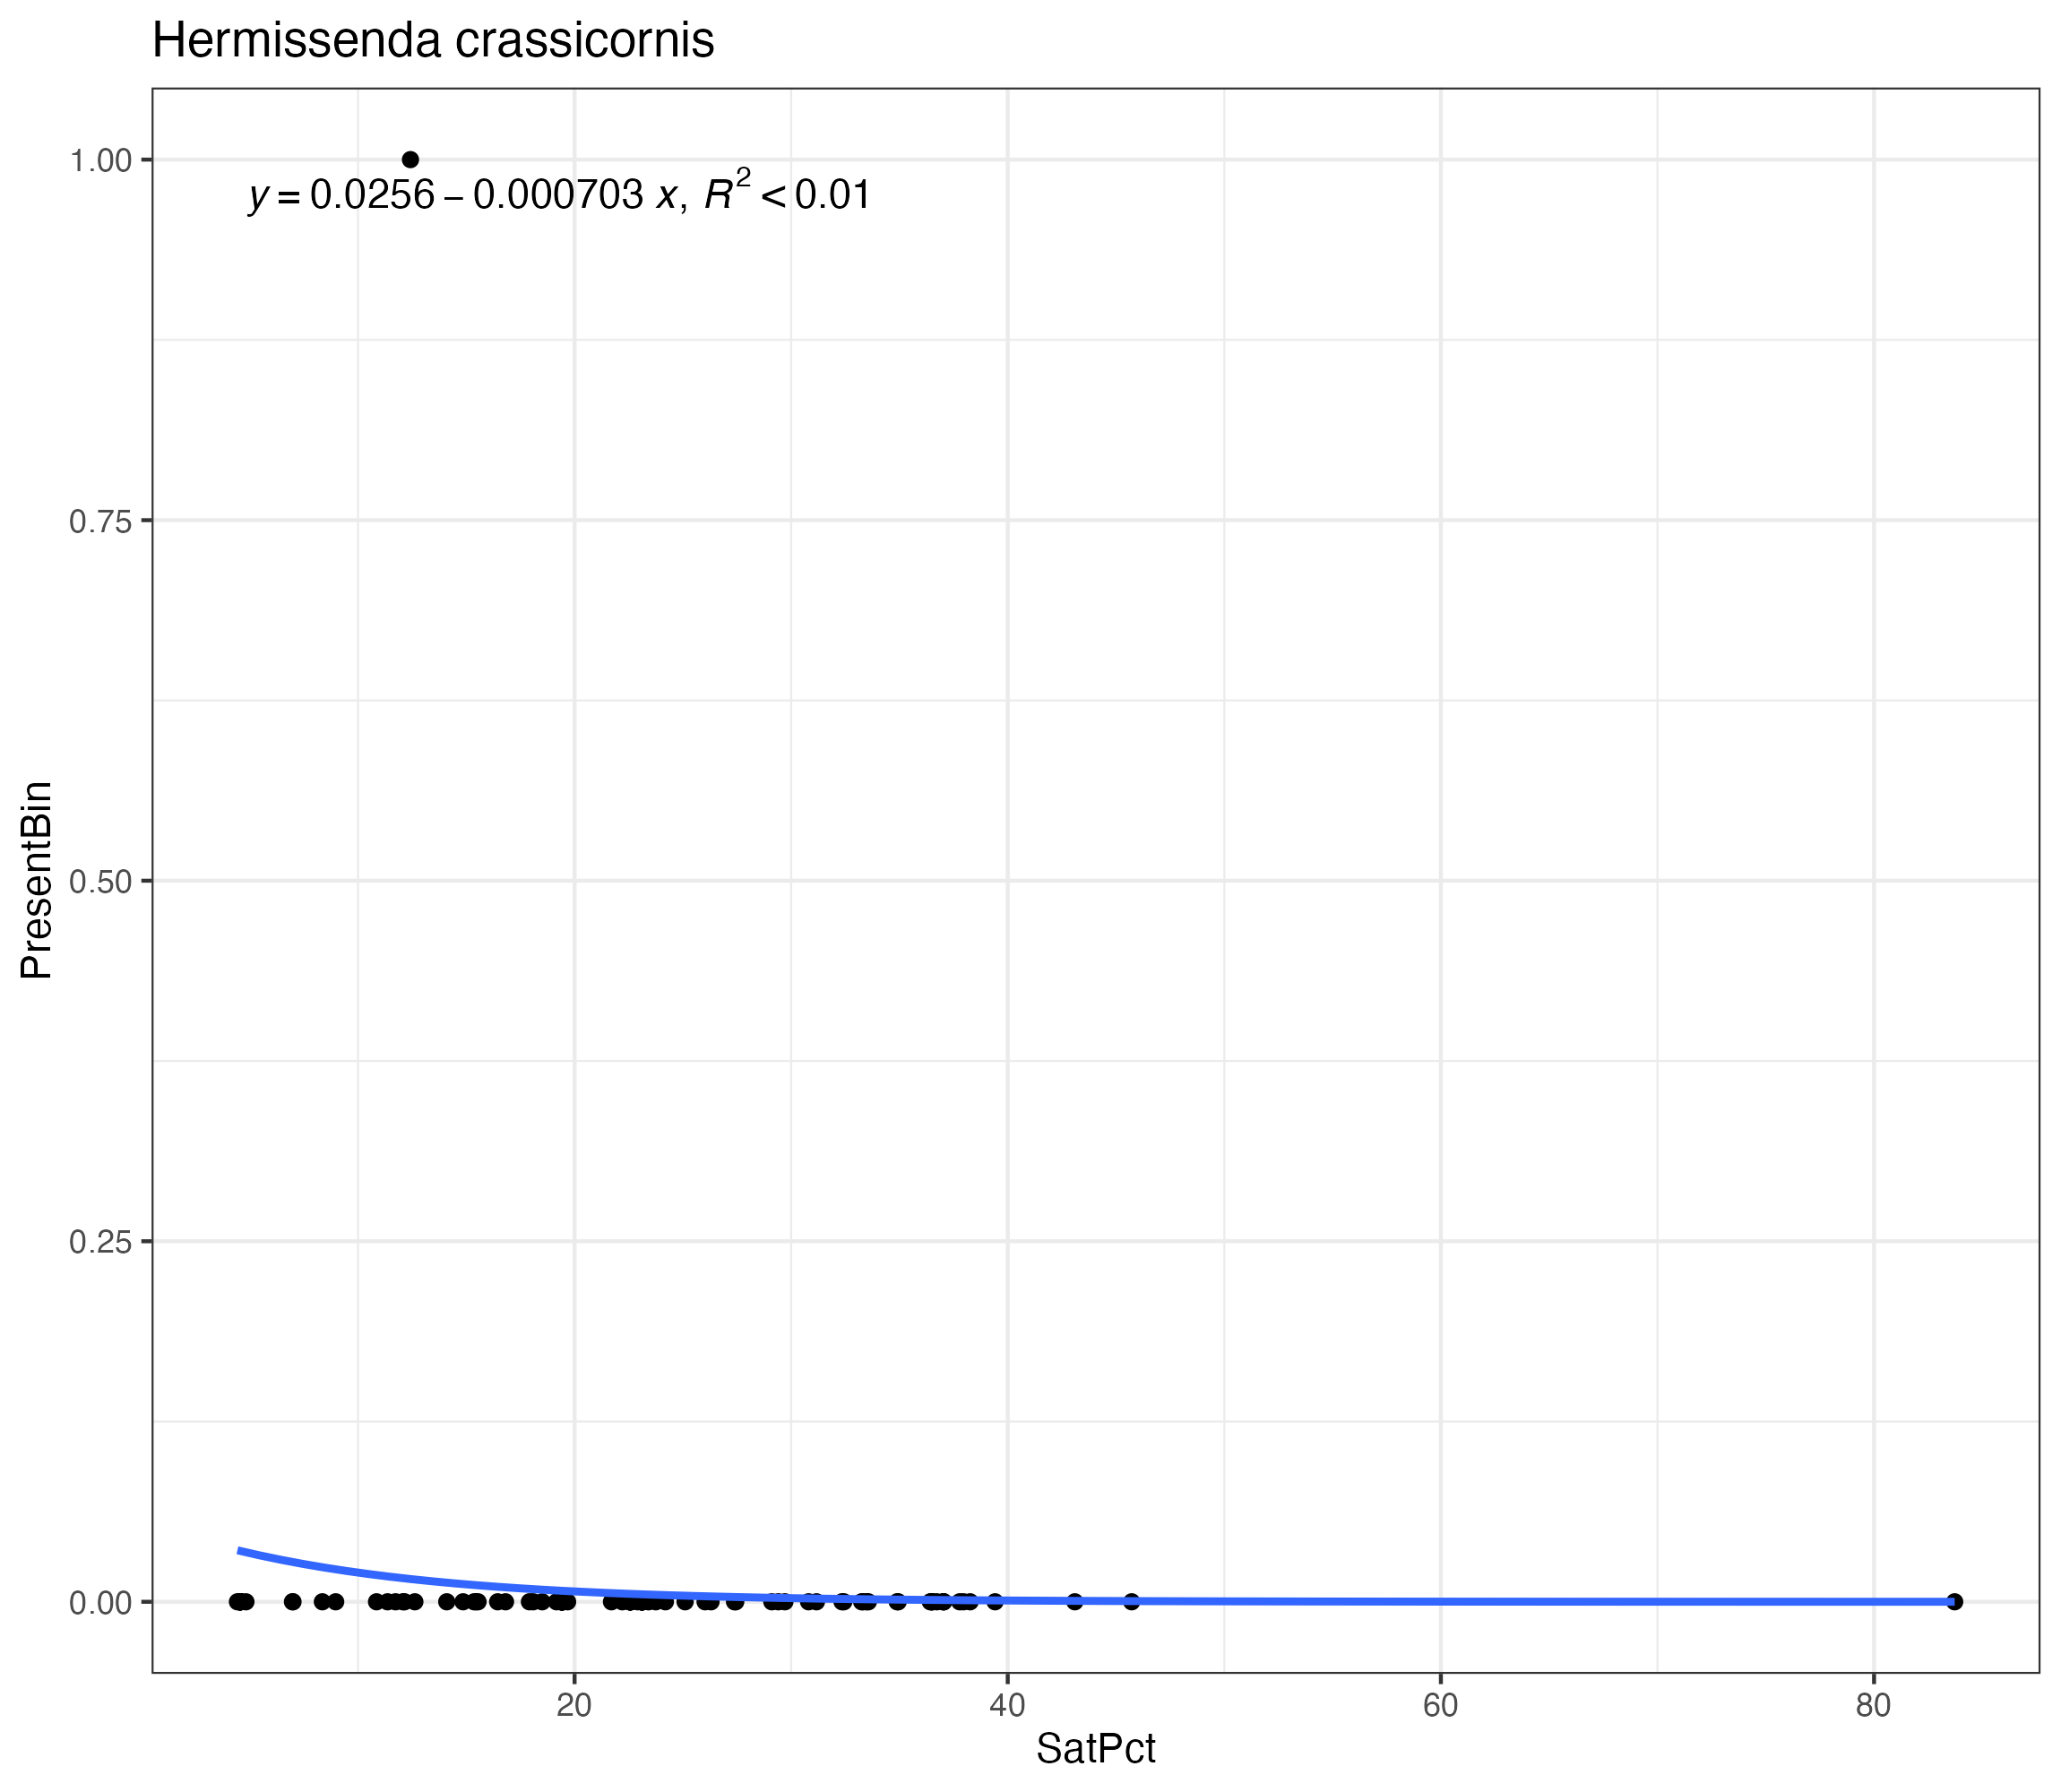 Hermissenda crassicornis
1.00
y = 0.0256 − 0.000703 x, R² < 0.01
0.75
0.50
0.25
0.00
PresentBin
20 40 60 80
SatPct